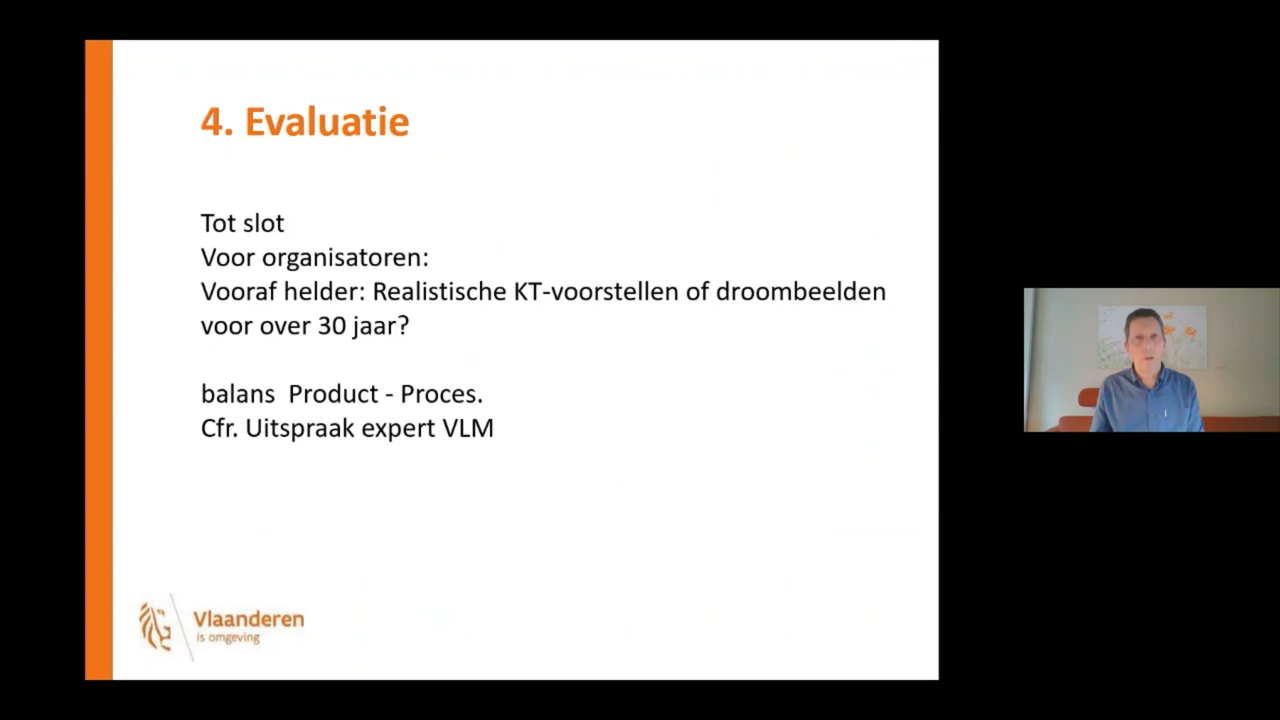 4. Evaluatie
Tot slot
Voor organisatoren:
Vooraf helder: Realistische KT-voorstellen of droombeelden
voor over 30 jaar?
balans Product - Proces.
Cfr. Uitspraak expert VLM
Vlaanderen
is omgeving